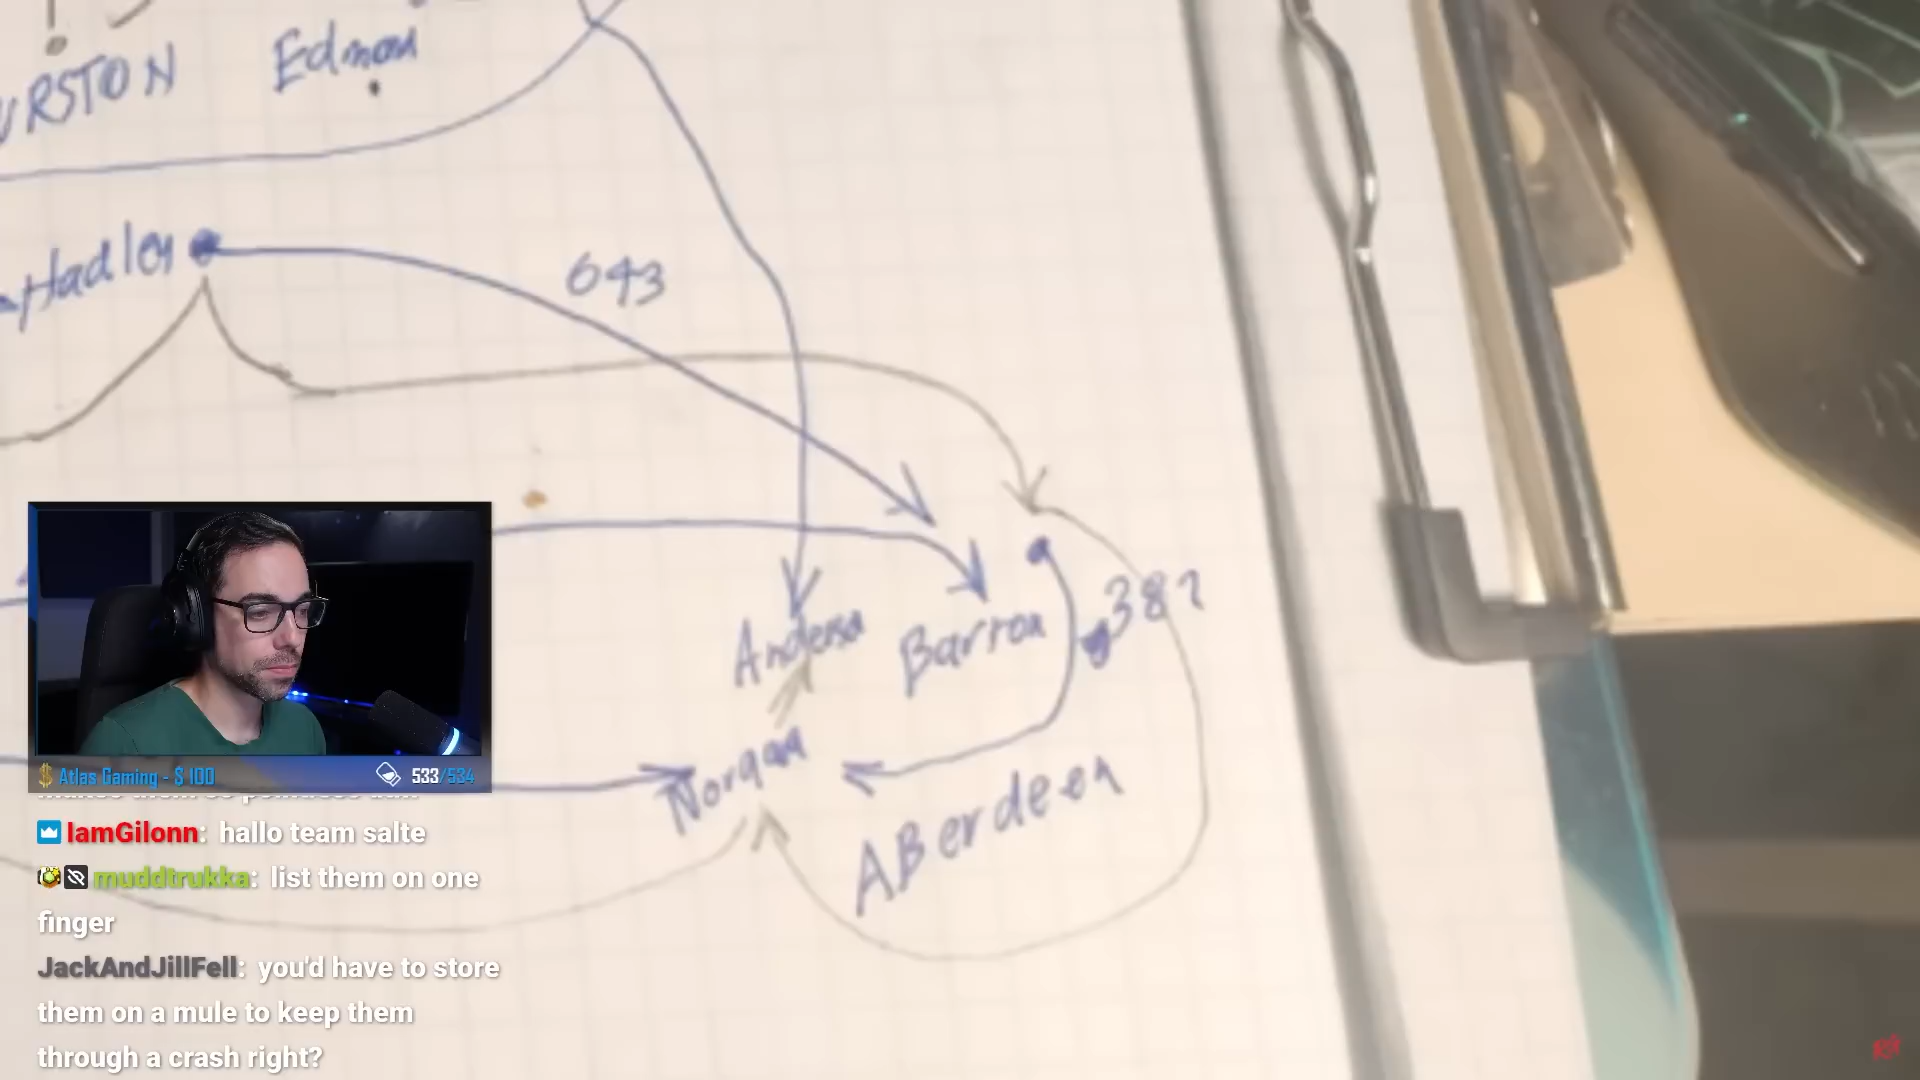 URSTON Edmon
Hadley
643
Barron
382
Norgan
ABerdeen
Atlas Gaming - $ 100
533/534
IamGilonn: hallo team salte
muddtrukka: list them on one
finger
JackAndJillFell: you'd have to store
them on a mule to keep them
through a crash right?